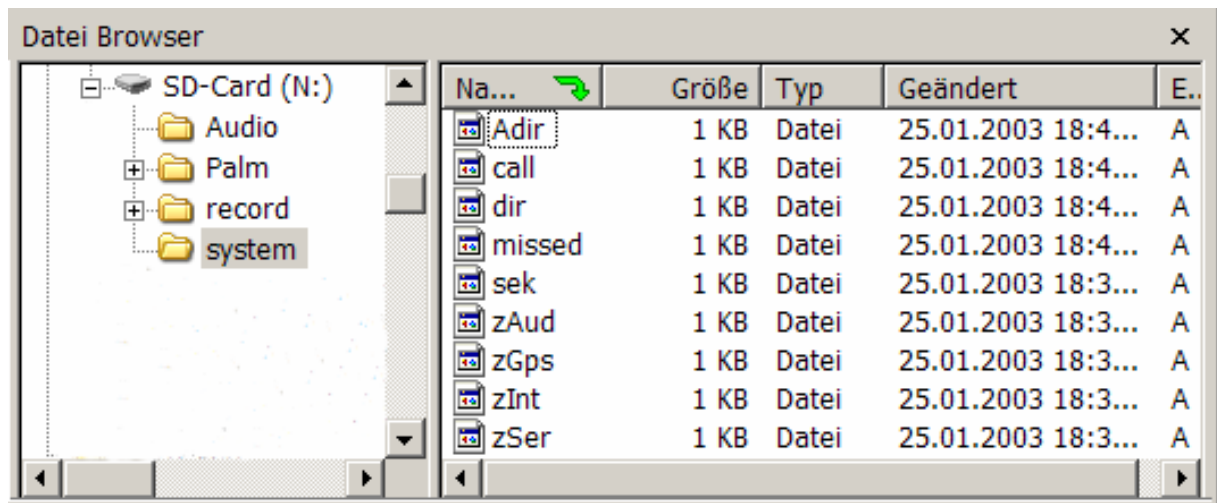 Datei Browser
SD-Card (N:)
Audio
Palm
record
system
Na... Größe Typ Geändert E..
Adir 1 KB Datei 25.01.2003 18:4... A
call 1 KB Datei 25.01.2003 18:4... A
dir 1 KB Datei 25.01.2003 18:4... A
missed 1 KB Datei 25.01.2003 18:4... A
sek 1 KB Datei 25.01.2003 18:3... A
zAud 1 KB Datei 25.01.2003 18:3... A
zGps 1 KB Datei 25.01.2003 18:3... A
zInt 1 KB Datei 25.01.2003 18:3... A
zSer 1 KB Datei 25.01.2003 18:3... A